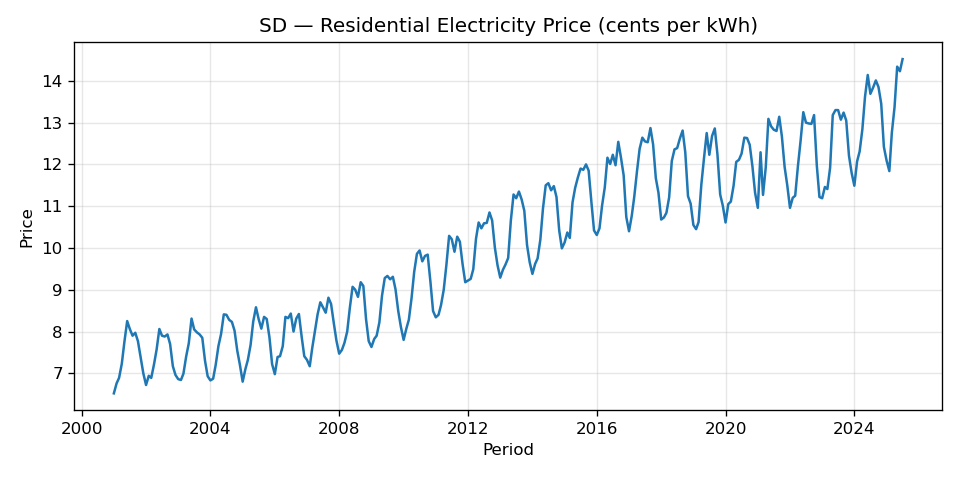 SD — Residential Electricity Price (cents per kWh)
Price
14
13
12
11
10
9
8
7
2000 2004 2008 2012 2016 2020 2024
Period